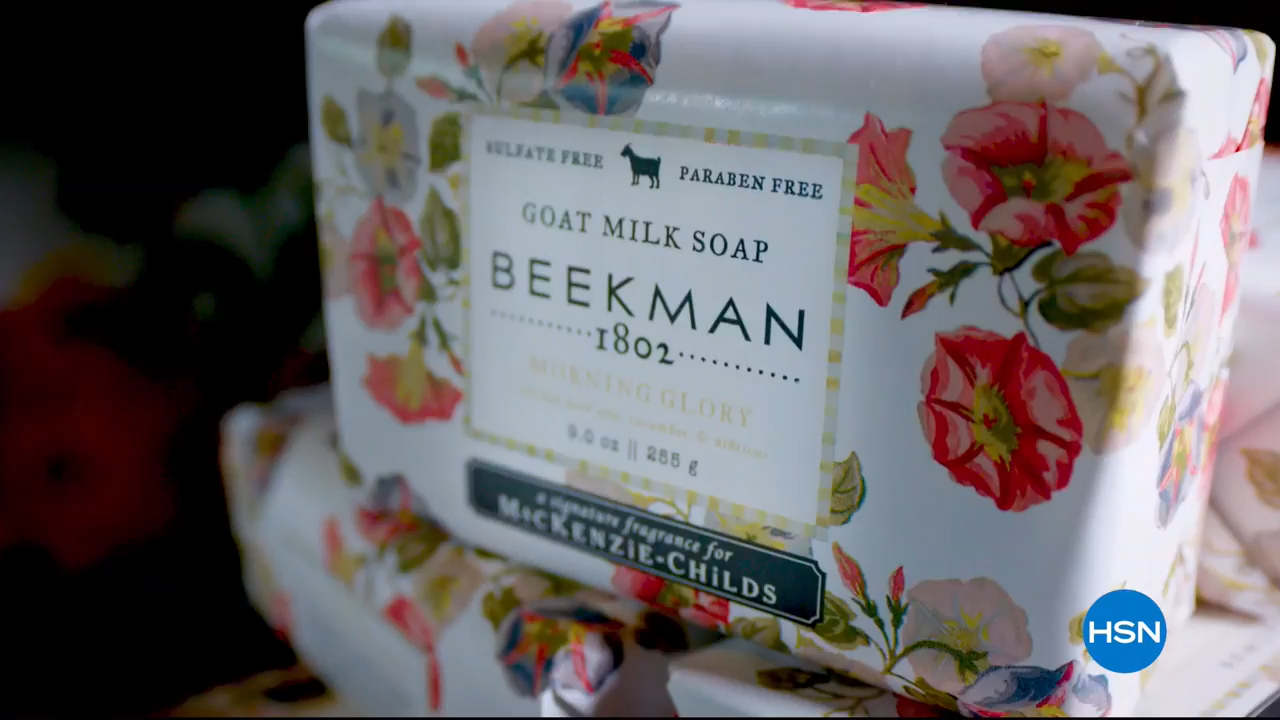 SULFATE FREE PARABEN FREE
GOAT MILK SOAP
BEEKMAN
1802
MORNING GLORY
9.0 oz || 255 g
a signature fragrance for
McKENZiE-CHiLDS
HSN